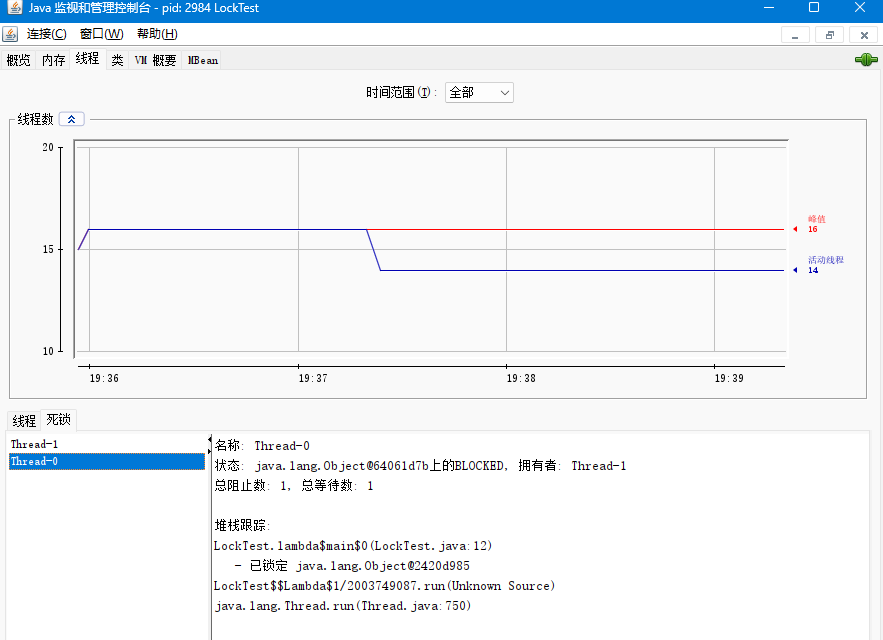 Java 监视和管理控制台 - pid: 2984 LockTest
连接(C) 窗口(W) 帮助(H)
概览 内存 线程 类 VM 概要 MBean
时间范围(T): 全部
线程数
20
15
10
峰值
16
活动线程
14
19:36 19:37 19:38 19:39
线程 死锁
Thread-1
Thread-0
名称: Thread-0
状态: java.lang.Object@64061d7b上的BLOCKED, 拥有者: Thread-1
总阻止数: 1, 总等待数: 1
堆栈跟踪:
LockTest.lambda$main$0(LockTest.java:12)
- 已锁定 java.lang.Object@2420d985
LockTest$$Lambda$1/2003749087.run(Unknown Source)
java.lang.Thread.run(Thread.java:750)